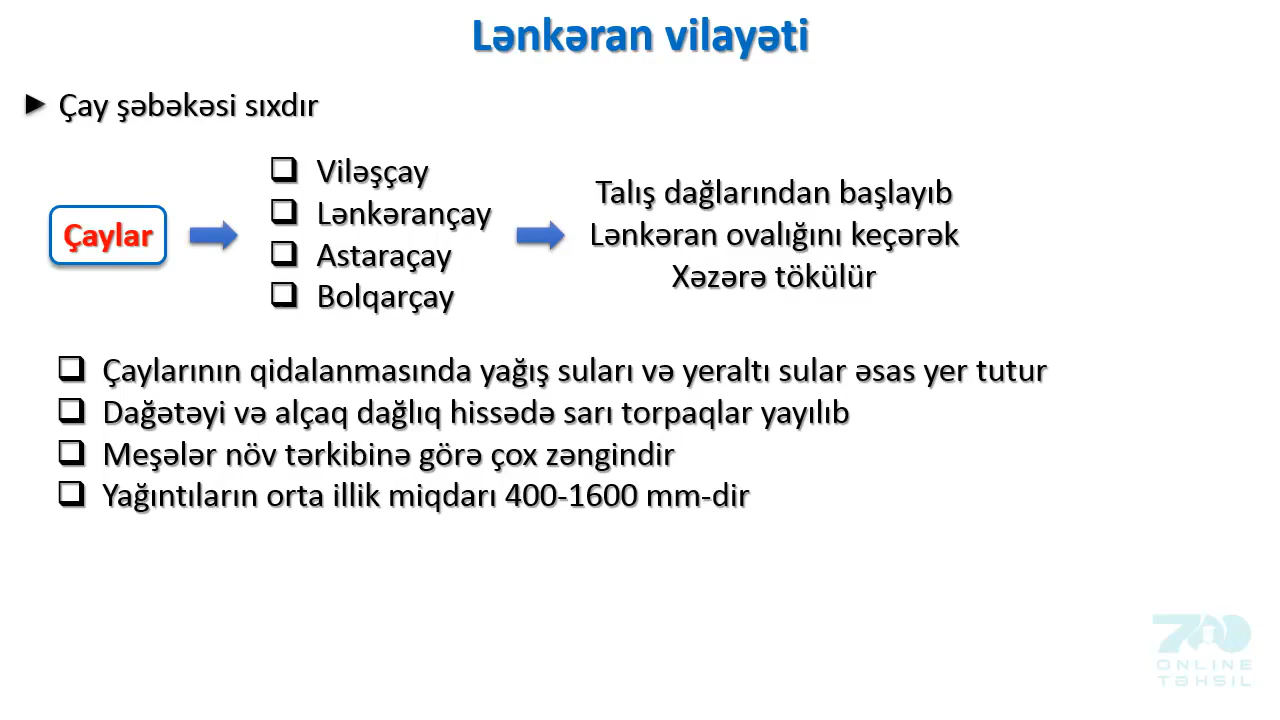 Lənkəran vilayəti
Çay şəbəkəsi sıxdır
Çaylar
Viləşçay
Lənkərançay
Astaraçay
Bolqarçay
Talış dağlarından başlayıb
Lənkəran ovalığını keçərək
Xəzərə tökülür
Çaylarının qidalanmasında yağış suları və yeraltı sular əsas yer tutur
Dağətəyi və alçaq dağlıq hissədə sarı torpaqlar yayılıb
Meşələr növ tərkibinə görə çox zəngindir
Yağıntıların orta illik miqdarı 400-1600 mm-dir
700
ONLINE
TƏHSIL